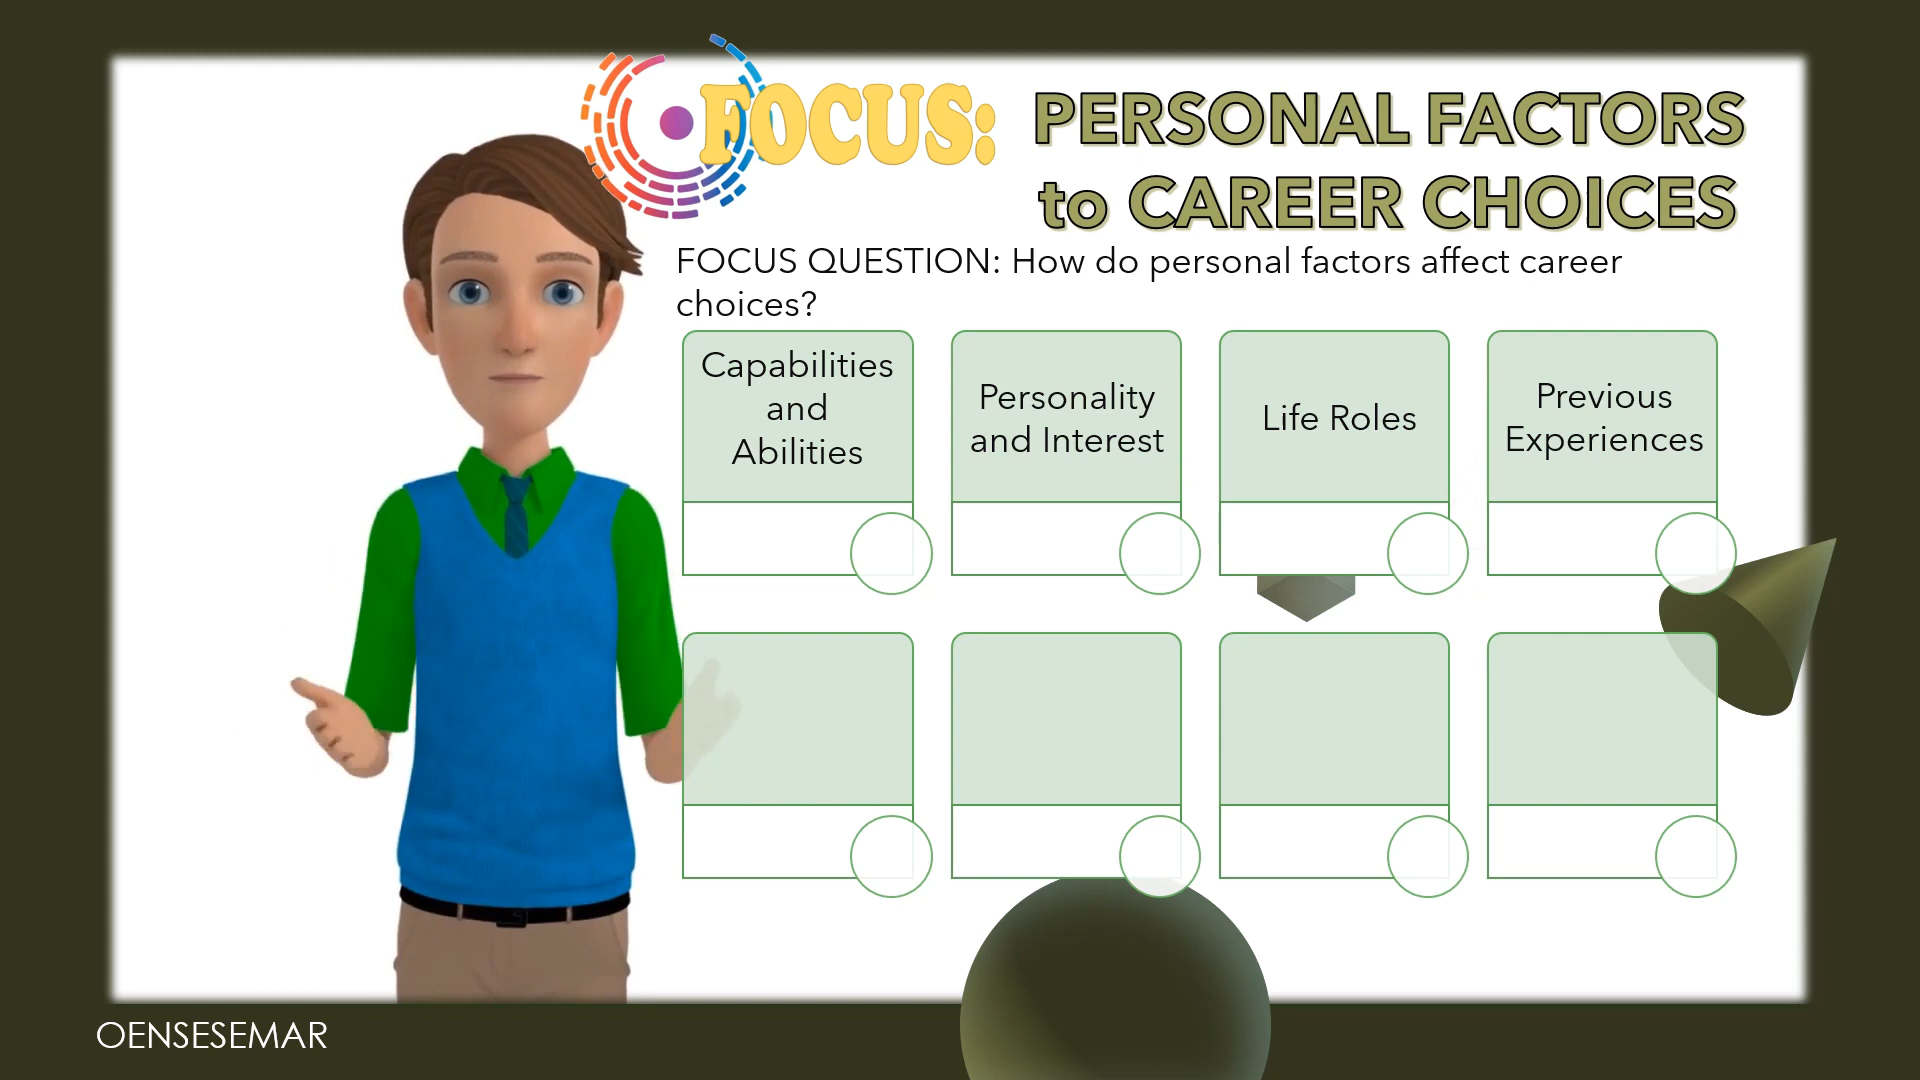 FOCUS:
PERSONAL FACTORS
to CAREER CHOICES
FOCUS QUESTION: How do personal factors affect career
choices?
Capabilities
and
Abilities
Personality
and Interest
Life Roles
Previous
Experiences
OENSESEMAR